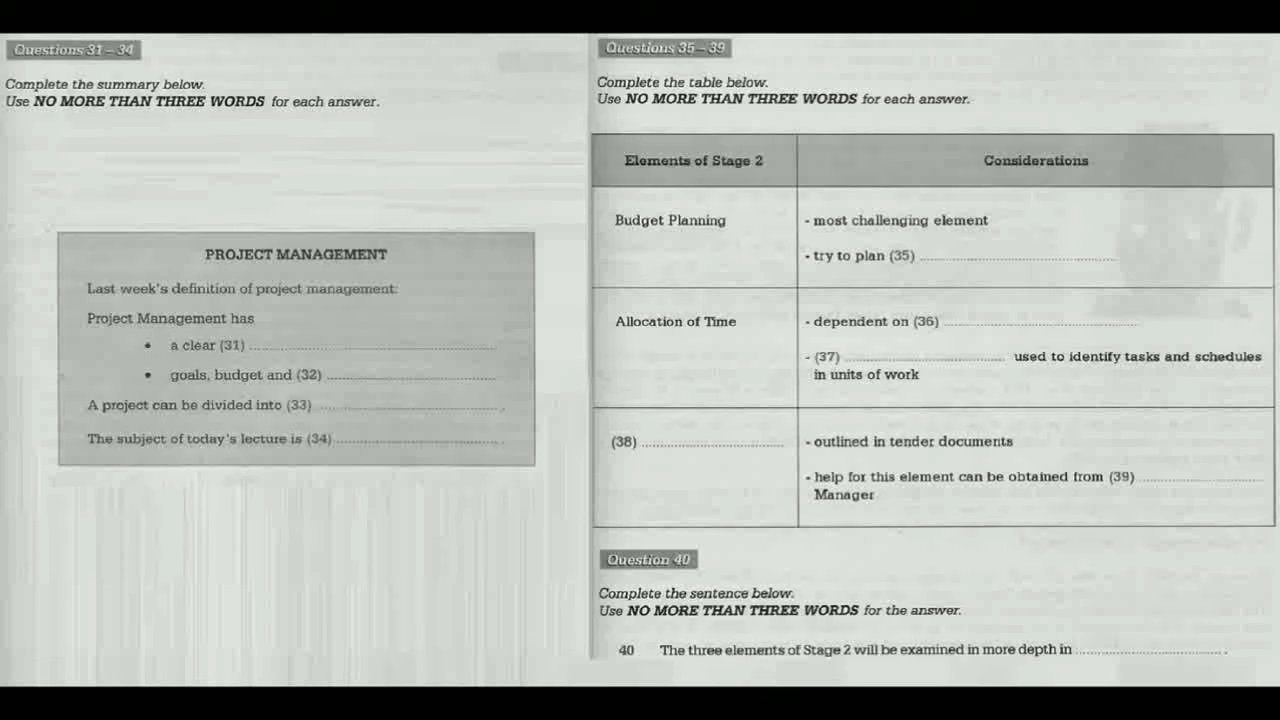 Questions 31 – 34
Complete the summary below.
Use NO MORE THAN THREE WORDS for each answer.
PROJECT MANAGEMENT
Last week's definition of project management:
Project Management has
• a clear (31) ................................................
• goals, budget and (32) ................................................
A project can be divided into (33) ................................................ .
The subject of today's lecture is (34) ................................................ .
Questions 35 – 39
Complete the table below.
Use NO MORE THAN THREE WORDS for each answer.
Elements of Stage 2
Considerations
Budget Planning
- most challenging element
- try to plan (35) ................................................
Allocation of Time
- dependent on (36) ................................................
- (37) ................................................ used to identify tasks and schedules
in units of work
(38) ................................................
- outlined in tender documents
- help for this element can be obtained from (39) ................................................
Manager
Question 40
Complete the sentence below.
Use NO MORE THAN THREE WORDS for the answer.
40 The three elements of Stage 2 will be examined in more depth in ................................................ .